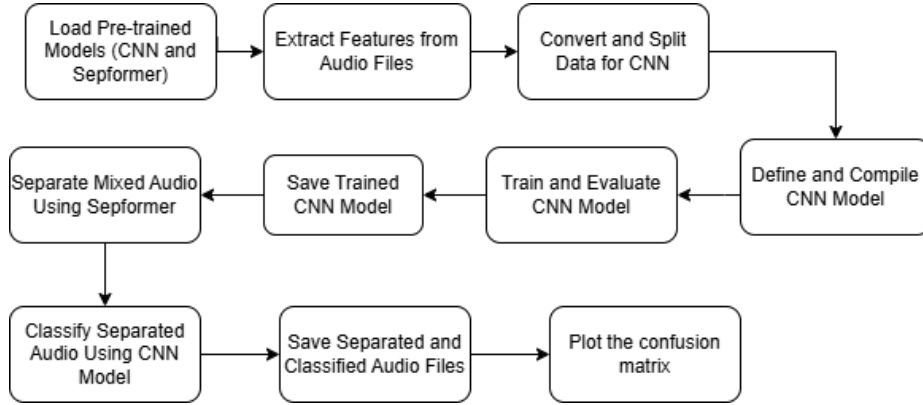 Load Pre-trained
Models (CNN and
Sepformer)
Extract Features from
Audio Files
Convert and Split
Data for CNN
Define and Compile
CNN Model
Train and Evaluate
CNN Model
Save Trained
CNN Model
Separate Mixed Audio
Using Sepformer
Classify Separated
Audio Using CNN
Model
Save Separated and
Classified Audio Files
Plot the confusion
matrix